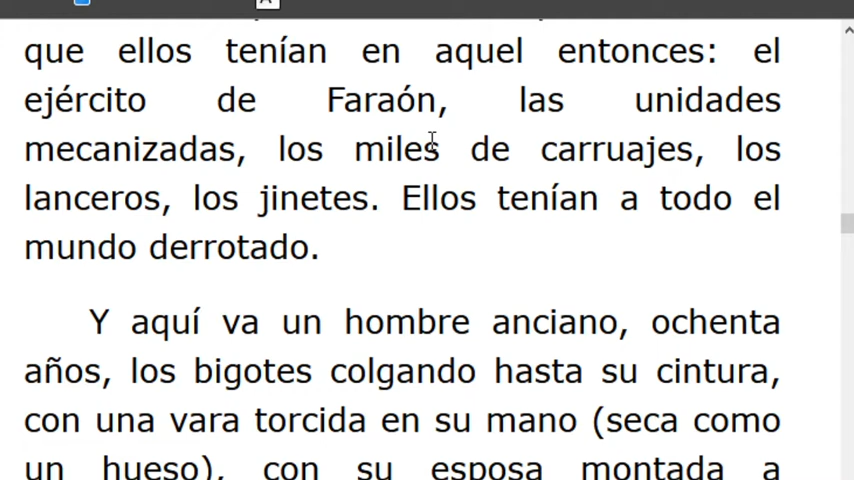 que ellos tenían en aquel entonces: el
ejército de Faraón, las unidades
mecanizadas, los miles de carruajes, los
lanceros, los jinetes. Ellos tenían a todo el
mundo derrotado.
Y aquí va un hombre anciano, ochenta
años, los bigotes colgando hasta su cintura,
con una vara torcida en su mano (seca como
un hueso), con su esposa montada a